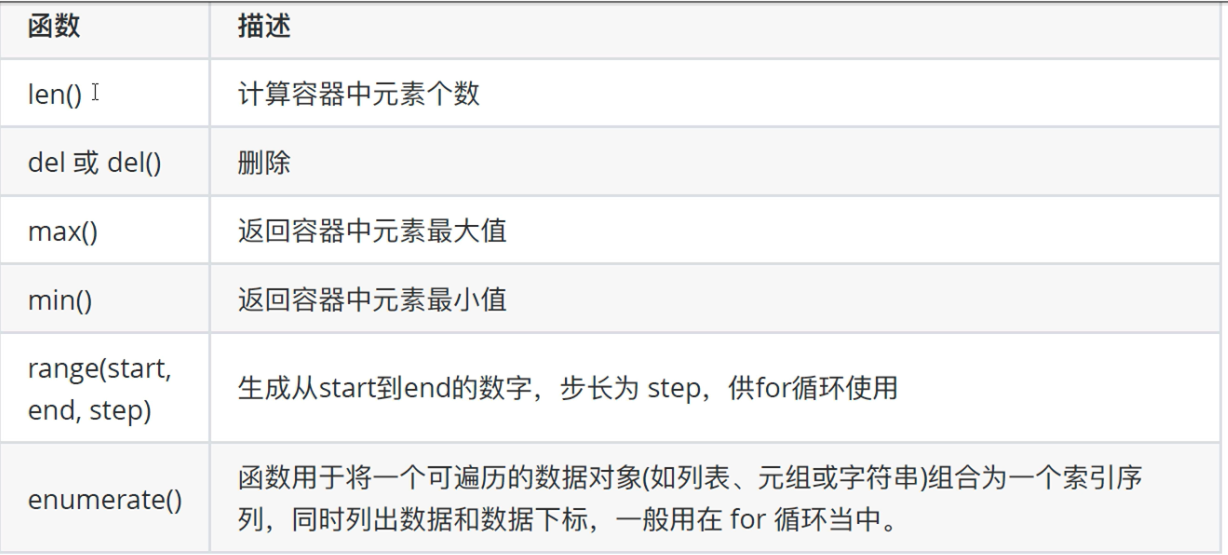 函数 描述
len() 计算容器中元素个数
del 或 del() 删除
max() 返回容器中元素最大值
min() 返回容器中元素最小值
range(start,
end, step)
生成从start到end的数字，步长为 step，供for循环使用
enumerate()
函数用于将一个可遍历的数据对象(如列表、元组或字符串)组合为一个索引序
列，同时列出数据和数据下标，一般用在 for 循环当中。